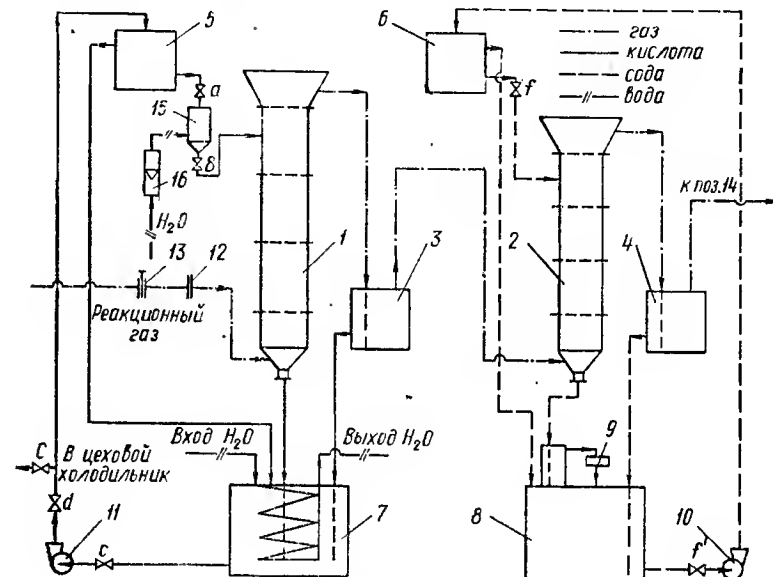 5
6
газ
кислота
сода
вода
a
f
15
в
16
H₂O
13
12
Реакционный
газ
1
3
2
4
к поз.14
Вход H₂O
Выход H₂O
C
В цеховой
холодильник
d
11
c
7
9
8
f'
10